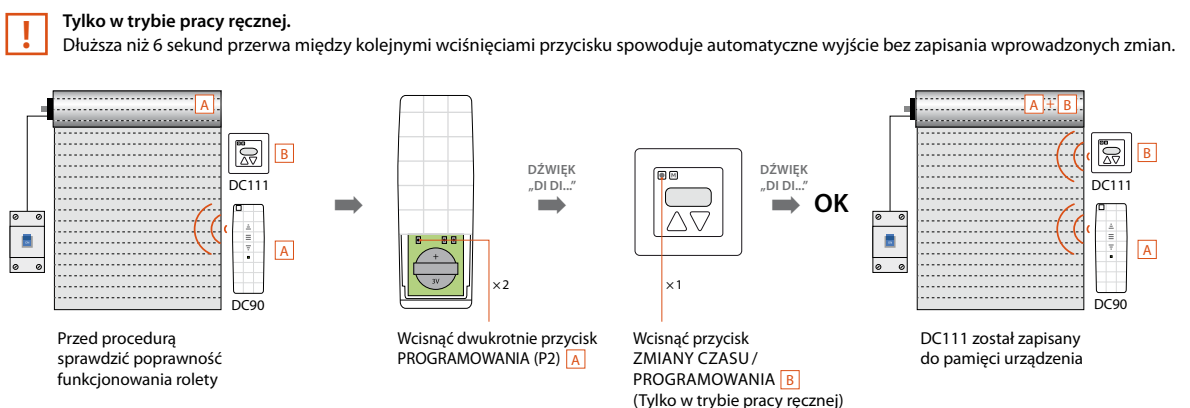 !
Tylko w trybie pracy ręcznej.
Dłuższa niż 6 sekund przerwa między kolejnymi wciśnięciami przycisku spowoduje automatyczne wyjście bez zapisania wprowadzonych zmian.
A
B
DC111
A
DC90
Przed procedurą
sprawdzić poprawność
funkcjonowania rolety
+
3V
×2
Wcisnąć dwukrotnie przycisk
PROGRAMOWANIA (P2) A
DŹWIĘK
„DI DI...”
M
×1
Wcisnąć przycisk
ZMIANY CZASU /
PROGRAMOWANIA B
(Tylko w trybie pracy ręcznej)
DŹWIĘK
„DI DI...”
OK
A + B
B
DC111
A
DC90
DC111 został zapisany
do pamięci urządzenia